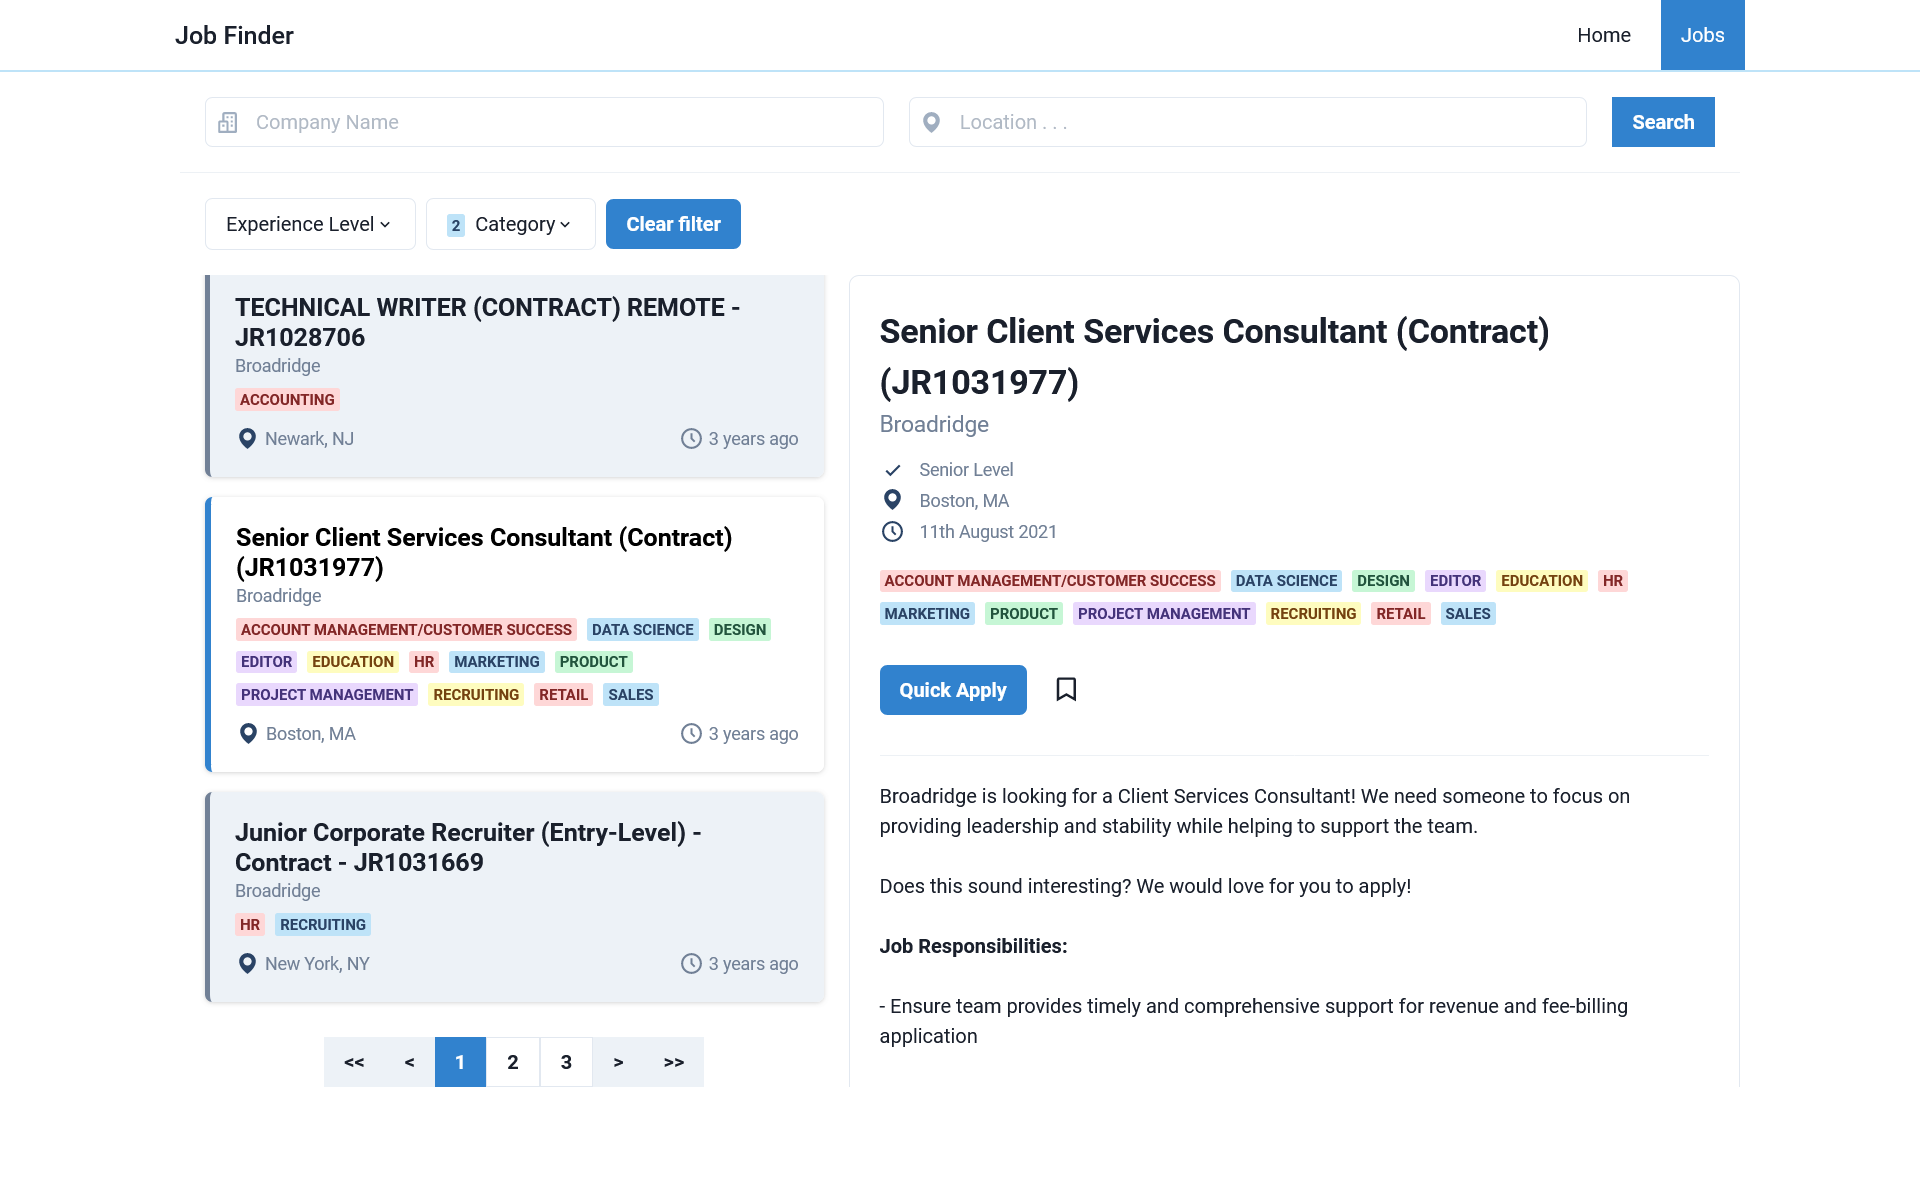 Job Finder
Home
Jobs
Company Name
Location . . .
Search
Experience Level
2 Category
Clear filter
TECHNICAL WRITER (CONTRACT) REMOTE -
JR1028706
Broadridge
ACCOUNTING
Newark, NJ
3 years ago
Senior Client Services Consultant (Contract)
(JR1031977)
Broadridge
ACCOUNT MANAGEMENT/CUSTOMER SUCCESS DATA SCIENCE DESIGN
EDITOR EDUCATION HR MARKETING PRODUCT
PROJECT MANAGEMENT RECRUITING RETAIL SALES
Boston, MA
3 years ago
Junior Corporate Recruiter (Entry-Level) -
Contract - JR1031669
Broadridge
HR RECRUITING
New York, NY
3 years ago
<< < 1 2 3 > >>
Senior Client Services Consultant (Contract)
(JR1031977)
Broadridge
Senior Level
Boston, MA
11th August 2021
ACCOUNT MANAGEMENT/CUSTOMER SUCCESS DATA SCIENCE DESIGN EDITOR EDUCATION HR
MARKETING PRODUCT PROJECT MANAGEMENT RECRUITING RETAIL SALES
Quick Apply
Broadridge is looking for a Client Services Consultant! We need someone to focus on
providing leadership and stability while helping to support the team.
Does this sound interesting? We would love for you to apply!
Job Responsibilities:
- Ensure team provides timely and comprehensive support for revenue and fee-billing
application